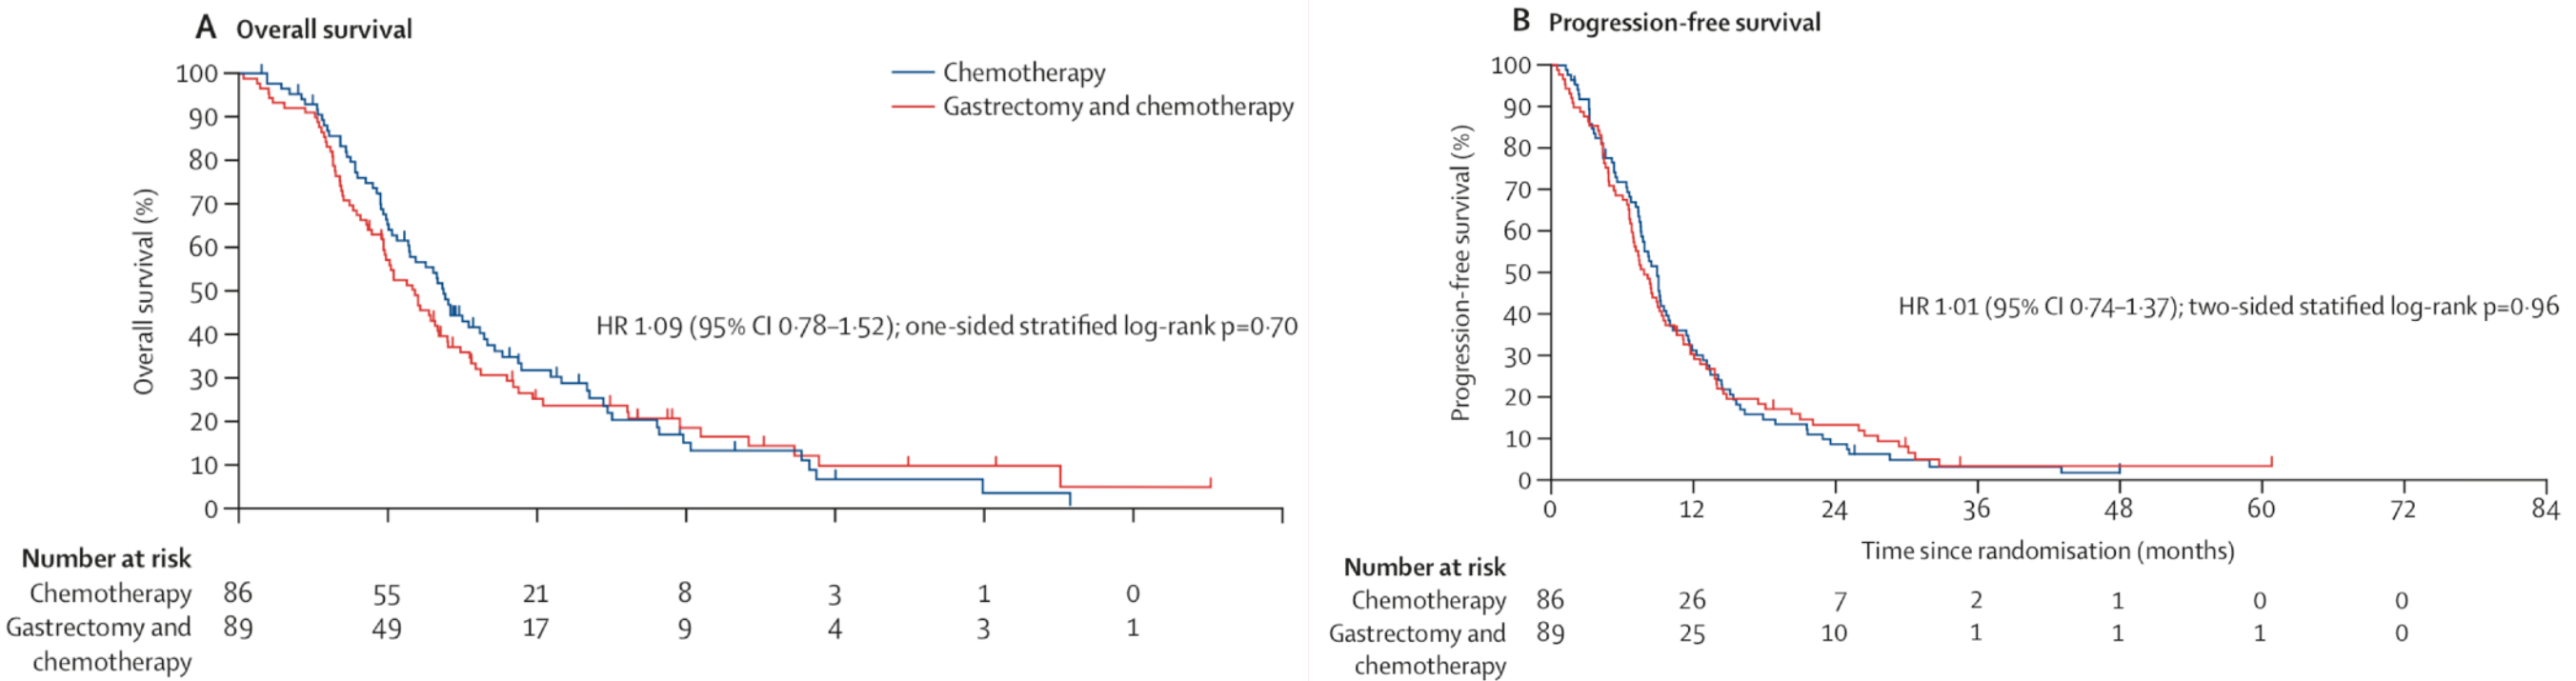 A Overall survival
Chemotherapy
Gastrectomy and chemotherapy
Overall survival (%)
100
90
80
70
60
50
40
30
20
10
0
HR 1·09 (95% CI 0·78–1·52); one-sided stratified log-rank p=0·70
Number at risk
Chemotherapy 86 55 21 8 3 1 0
Gastrectomy and 89 49 17 9 4 3 1
chemotherapy
B Progression-free survival
Progression-free survival (%)
100
90
80
70
60
50
40
30
20
10
0
HR 1·01 (95% CI 0·74–1·37); two-sided statified log-rank p=0·96
0 12 24 36 48 60 72 84
Time since randomisation (months)
Number at risk
Chemotherapy 86 26 7 2 1 0 0
Gastrectomy and 89 25 10 1 1 1 0
chemotherapy